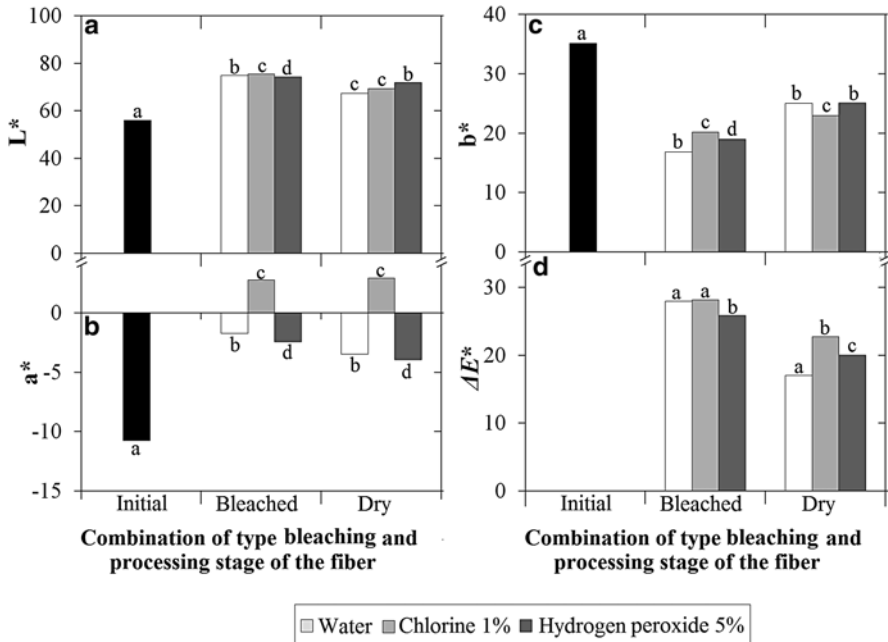 a
100
80
60
40
20
0
L*
a
b c d
c c b
b
0
-5
-10
-15
a*
a
b c d
b c d
Initial Bleached Dry
Combination of type bleaching and
processing stage of the fiber
c
40
30
20
10
0
b*
a
b c d
b c b
d
30
20
10
0
ΔE*
a a b
a b c
Initial Bleached Dry
Combination of type bleaching and
processing stage of the fiber
Water Chlorine 1% Hydrogen peroxide 5%